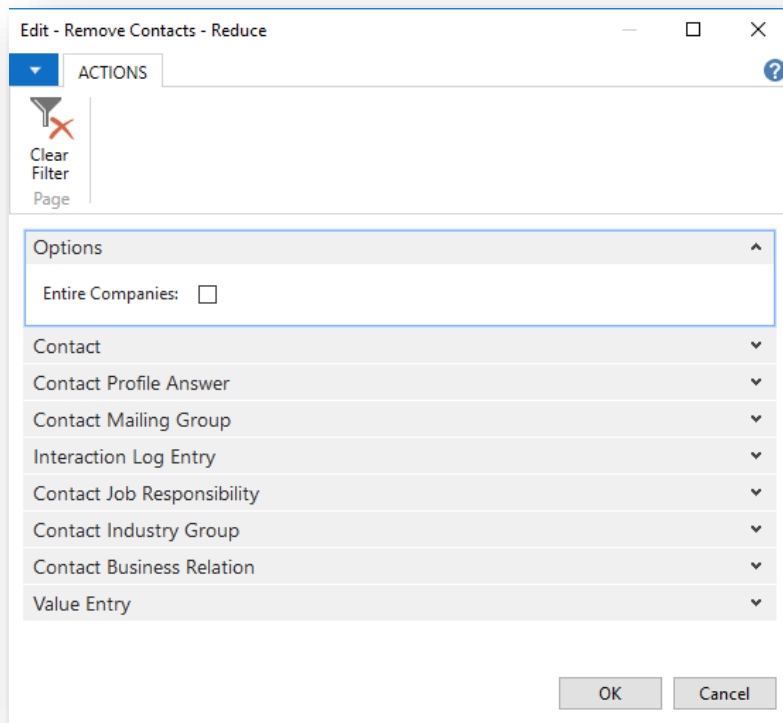 Edit - Remove Contacts - Reduce
ACTIONS
Clear
Filter
Page
Options
Entire Companies:
Contact
Contact Profile Answer
Contact Mailing Group
Interaction Log Entry
Contact Job Responsibility
Contact Industry Group
Contact Business Relation
Value Entry
OK Cancel